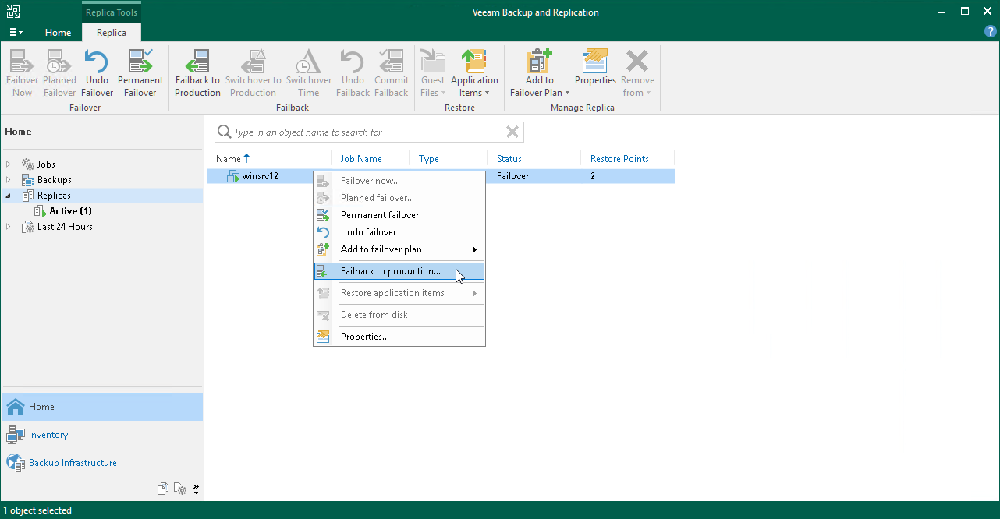 Replica Tools
Veeam Backup and Replication
Home
Replica
?
Failover Now
Planned Failover
Undo Failover
Permanent Failover
Failover
Failback to Production
Switchover to Production
Switchover Time
Undo Failback
Commit Failback
Failback
Guest Files
Application Items
Restore
Add to Failover Plan
Properties
Remove from
Manage Replica
Home
Jobs
Backups
Replicas
Active (1)
Last 24 Hours
Type in an object name to search for
Name Job Name Type Status Restore Points
winsrv12 Failover 2
Failover now...
Planned failover...
Permanent failover
Undo failover
Add to failover plan
Failback to production...
Restore application items
Delete from disk
Properties...
Home
Inventory
Backup Infrastructure
1 object selected